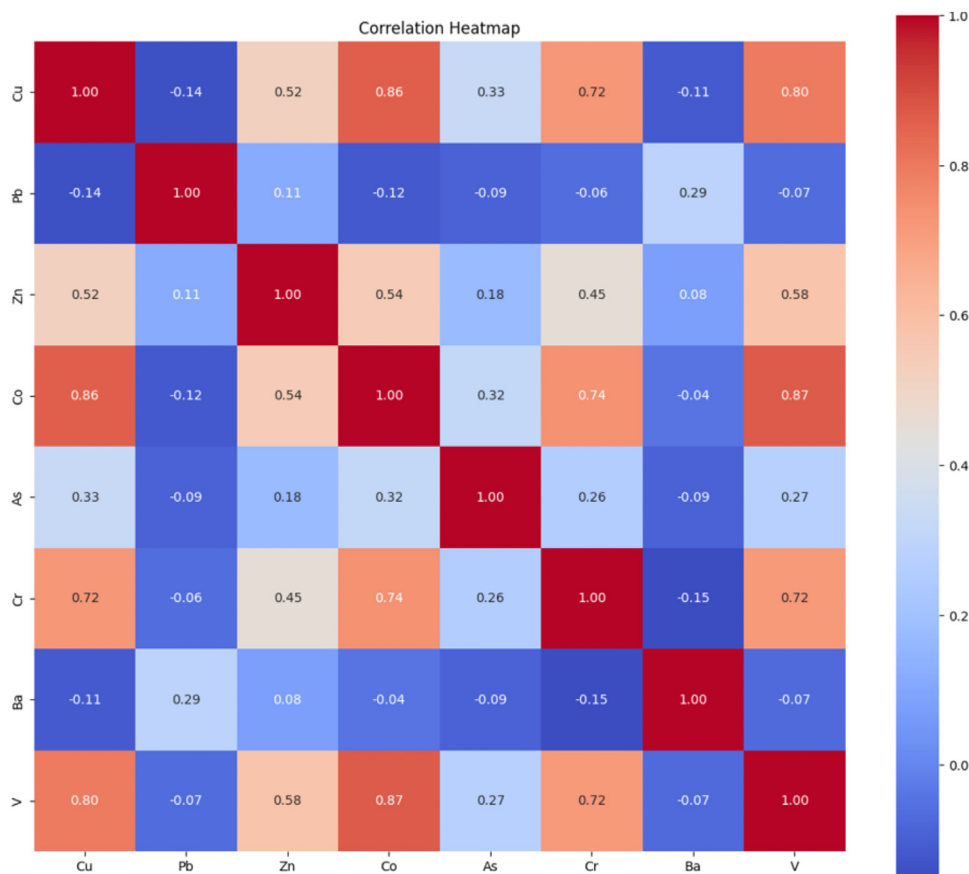 Correlation Heatmap
Cu 1.00 -0.14 0.52 0.86 0.33 0.72 -0.11 0.80
Pb -0.14 1.00 0.11 -0.12 -0.09 -0.06 0.29 -0.07
Zn 0.52 0.11 1.00 0.54 0.18 0.45 0.08 0.58
Co 0.86 -0.12 0.54 1.00 0.32 0.74 -0.04 0.87
As 0.33 -0.09 0.18 0.32 1.00 0.26 -0.09 0.27
Cr 0.72 -0.06 0.45 0.74 0.26 1.00 -0.15 0.72
Ba -0.11 0.29 0.08 -0.04 -0.09 -0.15 1.00 -0.07
V 0.80 -0.07 0.58 0.87 0.27 0.72 -0.07 1.00
Cu Pb Zn Co As Cr Ba V
1.0
0.8
0.6
0.4
0.2
0.0